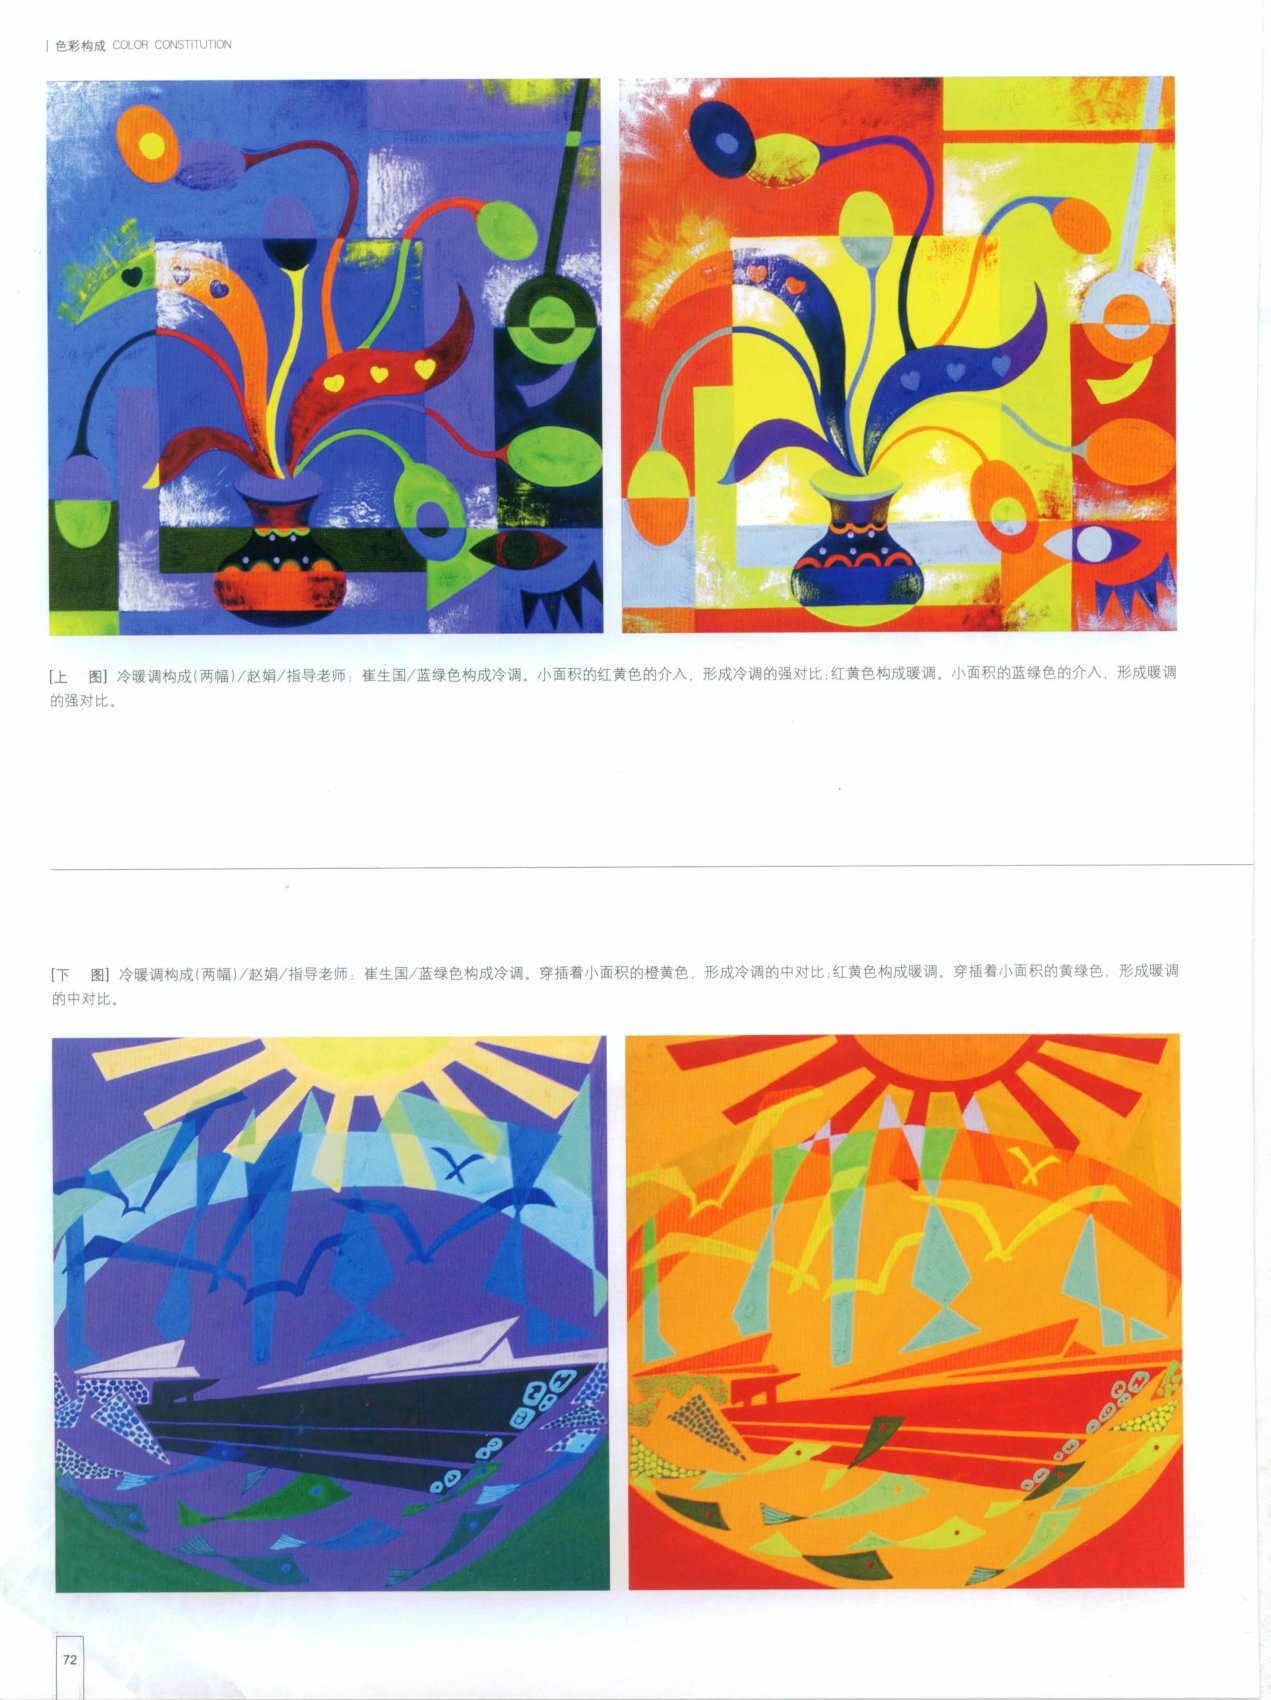 色彩构成 COLOR CONSTITUTION
[上 图] 冷暖调构成(两幅)/赵娟/指导老师：崔生国/蓝绿色构成冷调。小面积的红黄色的介入，形成冷调的强对比;红黄色构成暖调。小面积的蓝绿色的介入，形成暖调
的强对比。
[下 图] 冷暖调构成(两幅)/赵娟/指导老师：崔生国/蓝绿色构成冷调。穿插着小面积的橙黄色，形成冷调的中对比;红黄色构成暖调。穿插着小面积的黄绿色，形成暖调
的中对比。
72